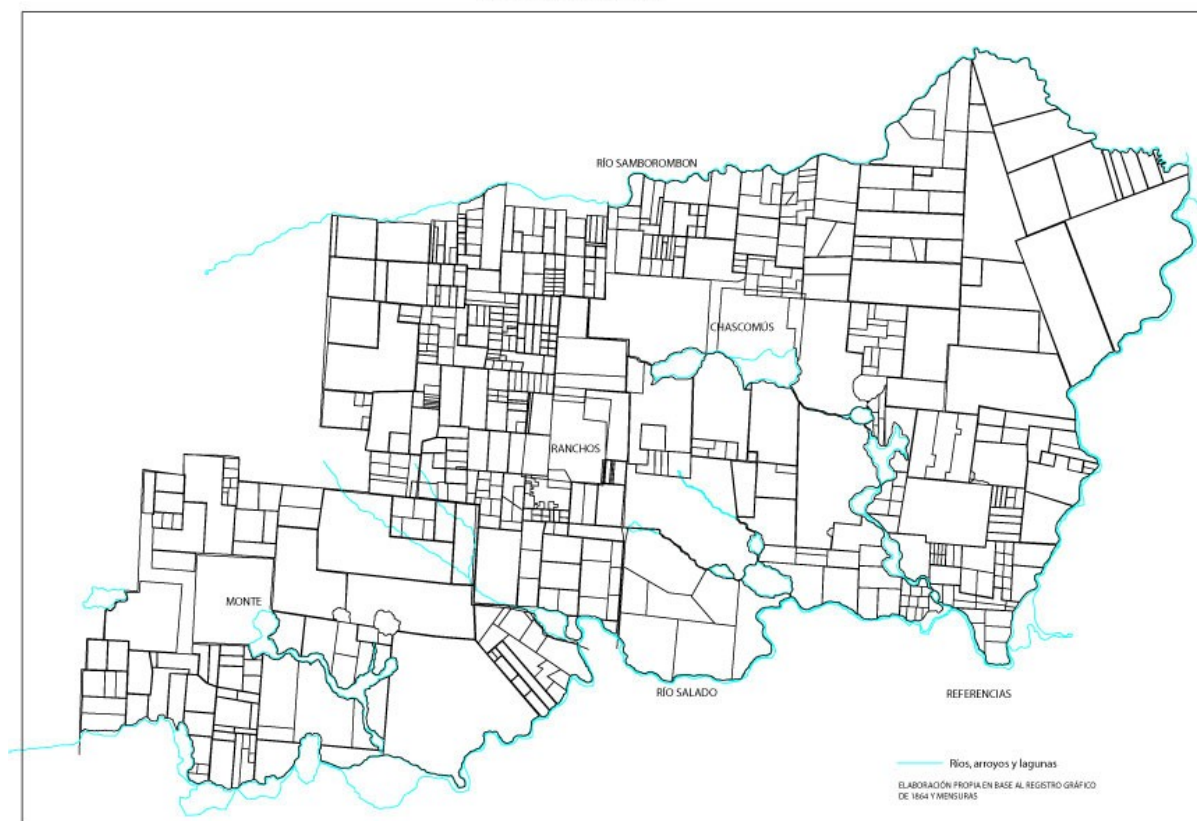 RÍO SAMBOROMBON
CHASCOMÚS
RANCHOS
MONTE
RÍO SALADO
REFERENCIAS
Ríos, arroyos y lagunas
ELABORACIÓN PROPIA EN BASE AL REGISTRO GRÁFICO
DE 1864 Y MENSURAS